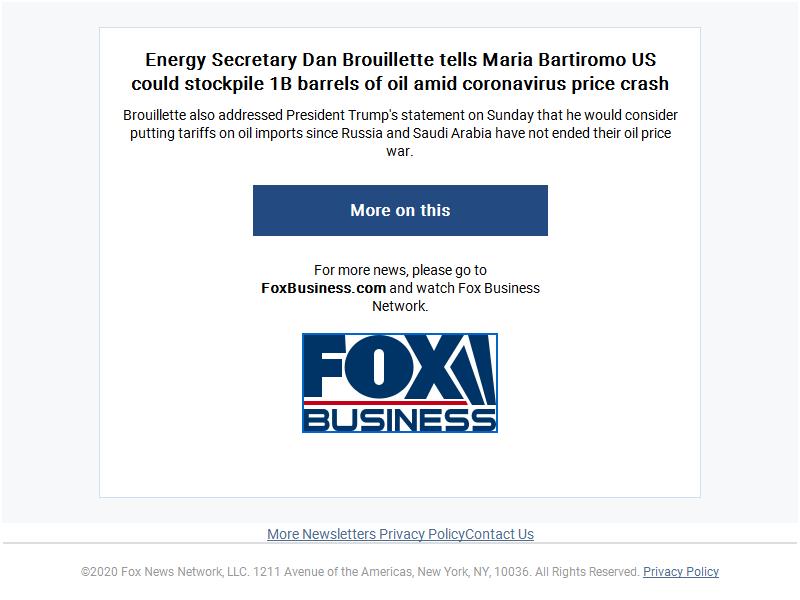 Energy Secretary Dan Brouillette tells Maria Bartiromo US
could stockpile 1B barrels of oil amid coronavirus price crash
Brouillette also addressed President Trump's statement on Sunday that he would consider
putting tariffs on oil imports since Russia and Saudi Arabia have not ended their oil price
war.
More on this
For more news, please go to
FoxBusiness.com and watch Fox Business
Network.
FOX
BUSINESS
More Newsletters Privacy PolicyContact Us
©2020 Fox News Network, LLC. 1211 Avenue of the Americas, New York, NY, 10036. All Rights Reserved. Privacy Policy